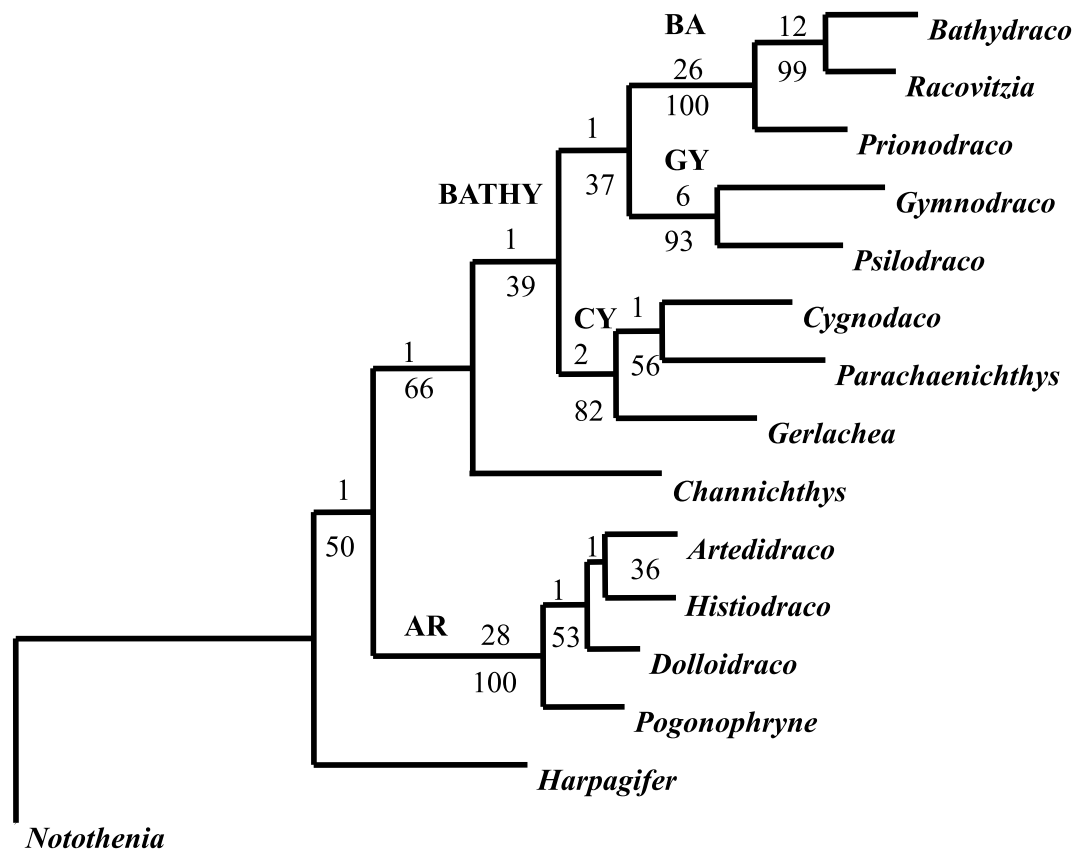 BA
12
Bathydraco
26
99
Racovitzia
100
1
Prionodraco
GY
37
6
BATHY
Gymnodraco
1
93
Psilodraco
39
CY
1
Cygnodaco
2
56
Parachaenichthys
1
66
82
Gerlachea
1
Channichthys
50
1
Artedidraco
36
1
Histiodraco
AR
28
53
Dolloidraco
100
Pogonophryne
Harpagifer
Notothenia